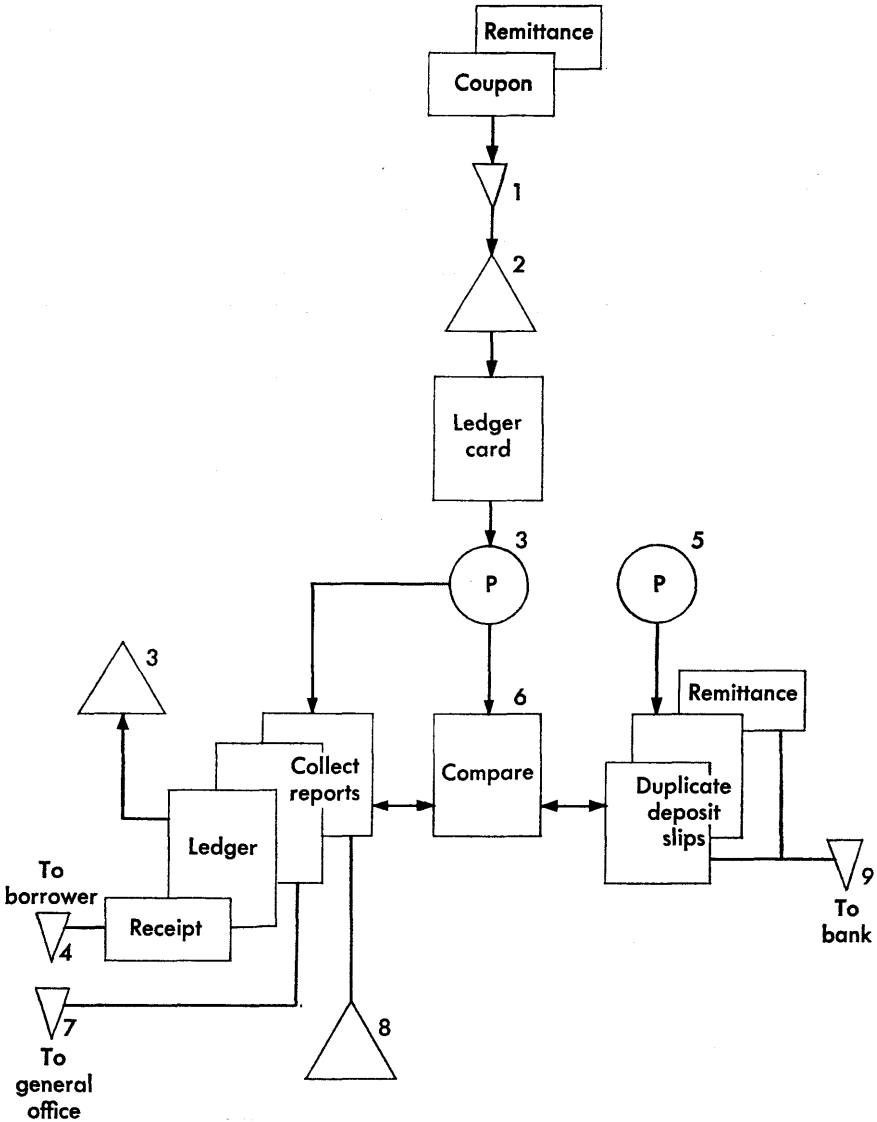 Remittance
Coupon
1
2
Ledger
card
3
P
5
P
3
6
Remittance
Collect
reports
Compare
Duplicate
deposit
slips
Ledger
To
borrower
4
Receipt
9
To
bank
7
To
general
office
8